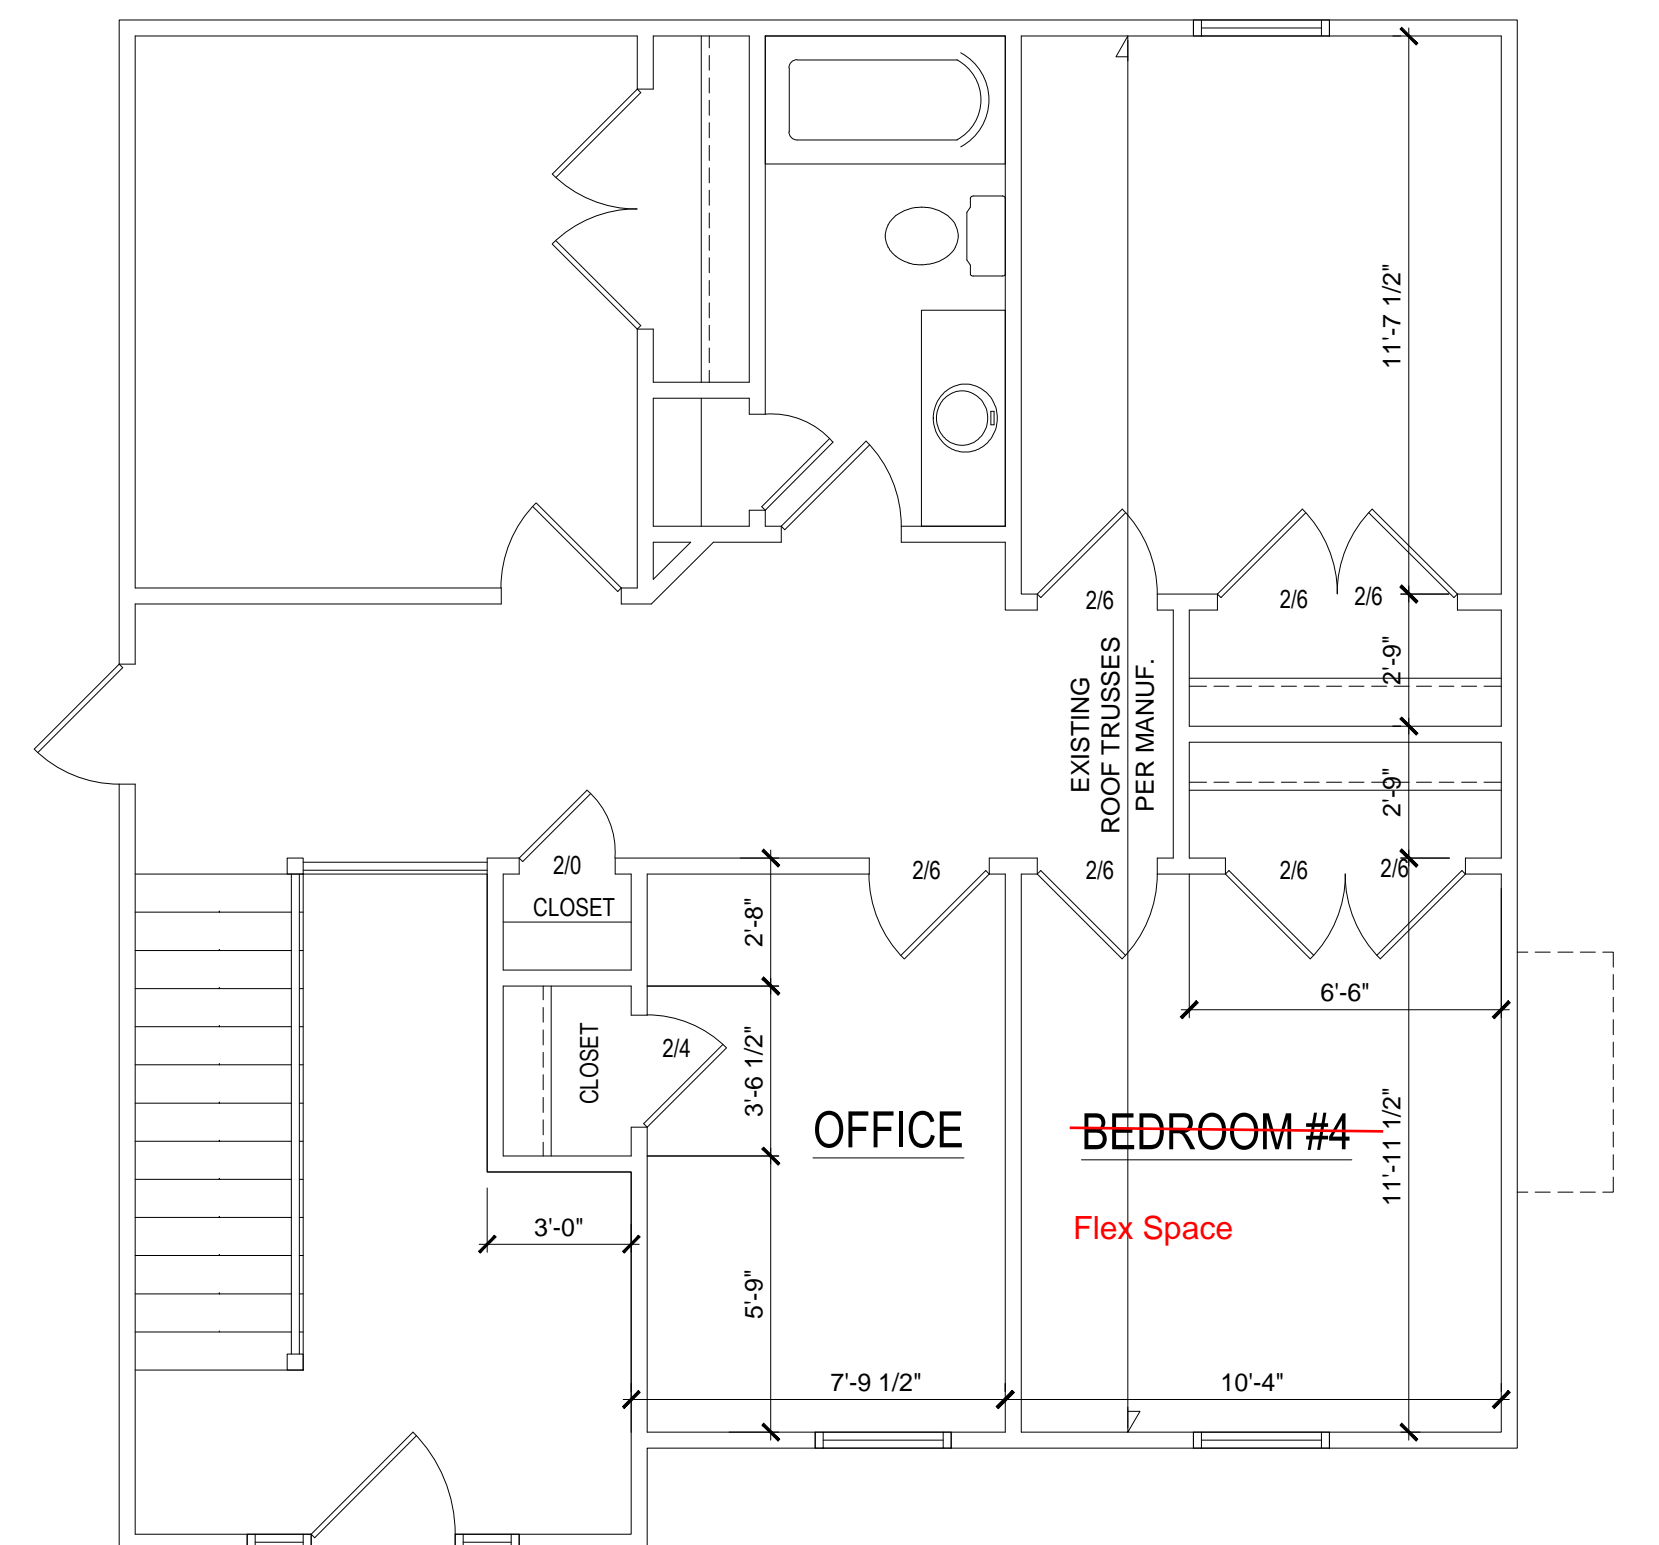 11'-7 1/2"
2/6
2/6
2/6
EXISTING
ROOF TRUSSES
PER MANUF.
2'-9"
2'-9"
2/0
2/6
2/6
2/6
2/6
CLOSET
2'-8"
6'-6"
CLOSET
2/4
3'-6 1/2"
OFFICE
BEDROOM #4
11'-11 1/2"
Flex Space
3'-0"
5'-9"
7'-9 1/2"
10'-4"